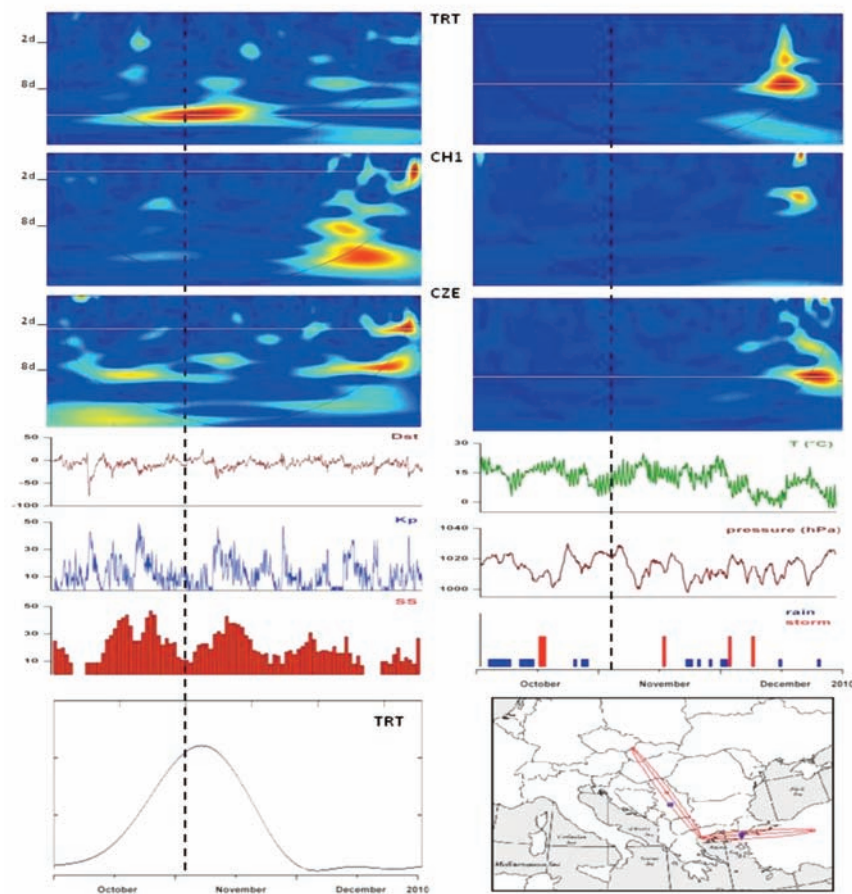 TRT
2d
8d
CH1
2d
8d
CZE
2d
8d
50
0
-100
Dst
T (°C)
30
15
0
50
30
10
Kp
1040
1020
1000
pressure (hPa)
50
30
10
SS
rain
storm
October
November
December
2010
TRT
October
November
December
2010
Mediterranean Sea